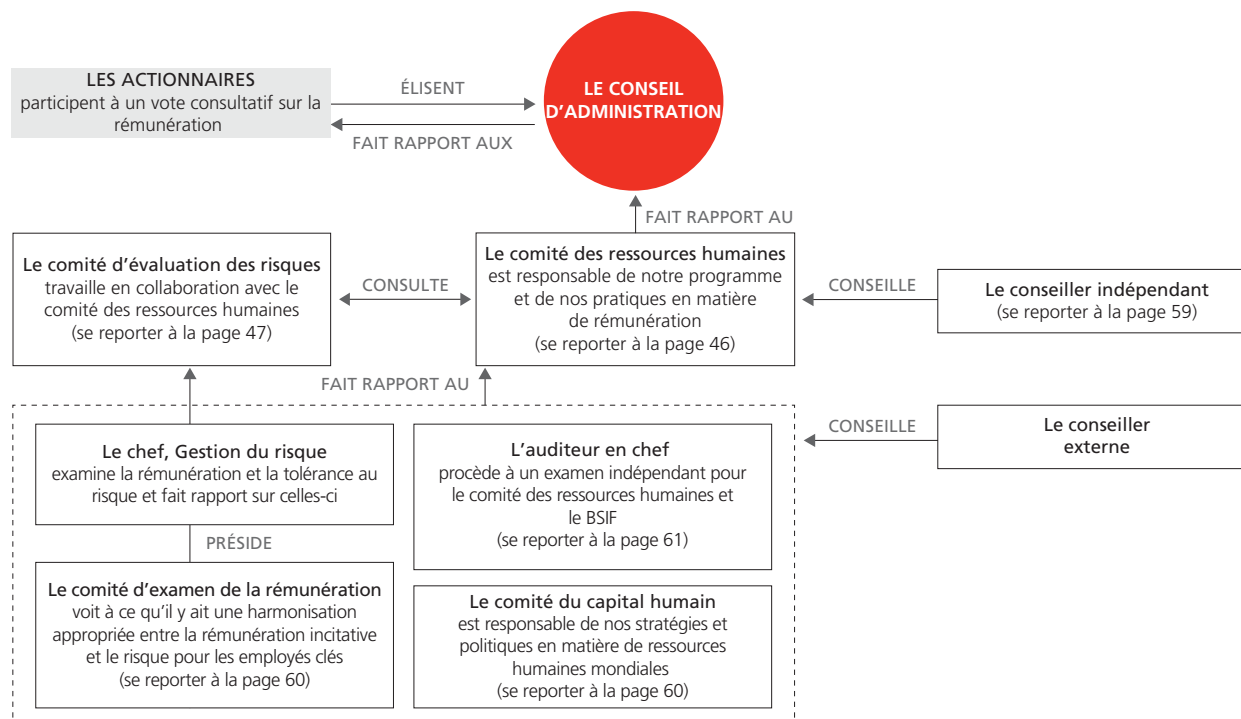 LES ACTIONNAIRES
participent à un vote consultatif sur la
rémunération
ÉLISENT
FAIT RAPPORT AUX
LE CONSEIL
D’ADMINISTRATION
FAIT RAPPORT AU
Le comité d’évaluation des risques
travaille en collaboration avec le
comité des ressources humaines
(se reporter à la page 47)
CONSULTE
Le comité des ressources humaines
est responsable de notre programme
et de nos pratiques en matière
de rémunération
(se reporter à la page 46)
CONSEILLE
Le conseiller indépendant
(se reporter à la page 59)
FAIT RAPPORT AU
Le chef, Gestion du risque
examine la rémunération et la tolérance au
risque et fait rapport sur celles-ci
PRÉSIDE
Le comité d'examen de la rémunération
voit à ce qu’il y ait une harmonisation
appropriée entre la rémunération incitative
et le risque pour les employés clés
(se reporter à la page 60)
L’auditeur en chef
procède à un examen indépendant pour
le comité des ressources humaines et
le BSIF
(se reporter à la page 61)
Le comité du capital humain
est responsable de nos stratégies et
politiques en matière de ressources
humaines mondiales
(se reporter à la page 60)
CONSEILLE
Le conseiller
externe